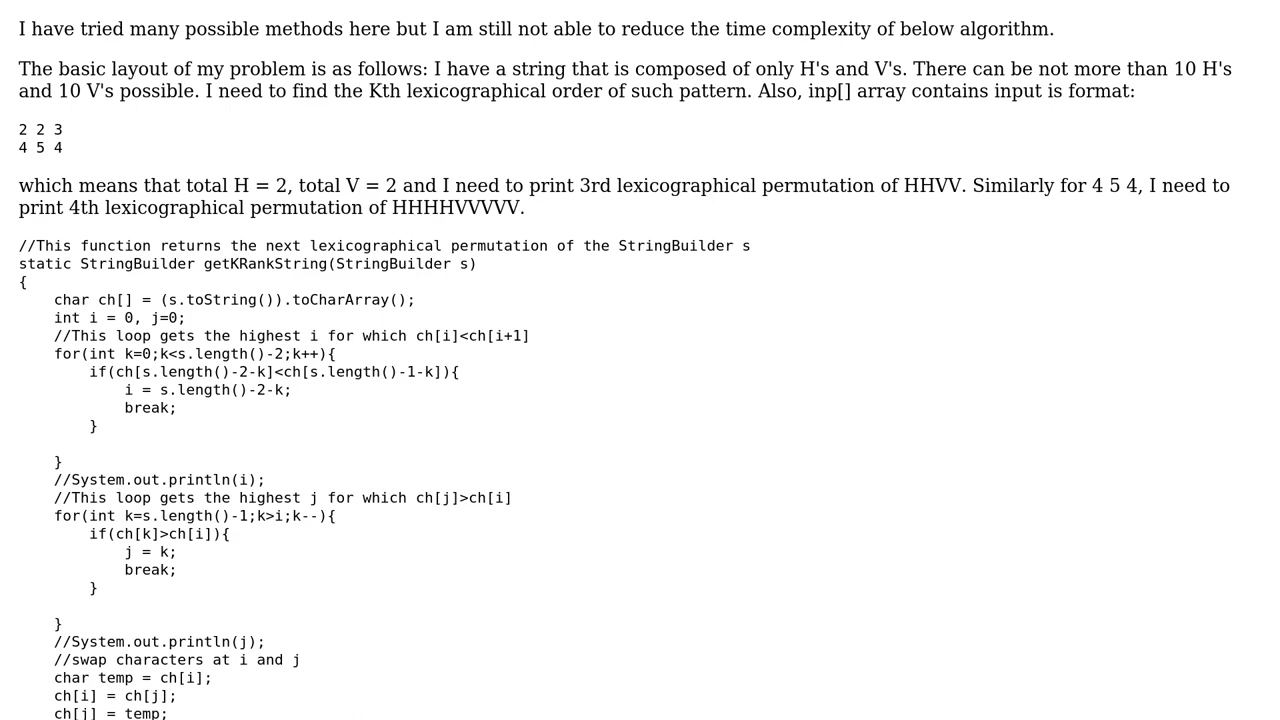 I have tried many possible methods here but I am still not able to reduce the time complexity of below algorithm.
The basic layout of my problem is as follows: I have a string that is composed of only H's and V's. There can be not more than 10 H's
and 10 V's possible. I need to find the Kth lexicographical order of such pattern. Also, inp[] array contains input is format:
2 2 3
4 5 4
which means that total H = 2, total V = 2 and I need to print 3rd lexicographical permutation of HHVV. Similarly for 4 5 4, I need to
print 4th lexicographical permutation of HHHHVVVVV.
//This function returns the next lexicographical permutation of the StringBuilder s
static StringBuilder getKRankString(StringBuilder s)
{
    char ch[] = (s.toString()).toCharArray();
    int i = 0, j=0;
    //This loop gets the highest i for which ch[i]<ch[i+1]
    for(int k=0;k<s.length()-2;k++){
        if(ch[s.length()-2-k]<ch[s.length()-1-k]){
            i = s.length()-2-k;
            break;
        }
    }
    //System.out.println(i);
    //This loop gets the highest j for which ch[j]>ch[i]
    for(int k=s.length()-1;k>i;k--){
        if(ch[k]>ch[i]){
            j = k;
            break;
        }
    }
    //System.out.println(j);
    //swap characters at i and j
    char temp = ch[i];
    ch[i] = ch[j];
    ch[j] = temp;